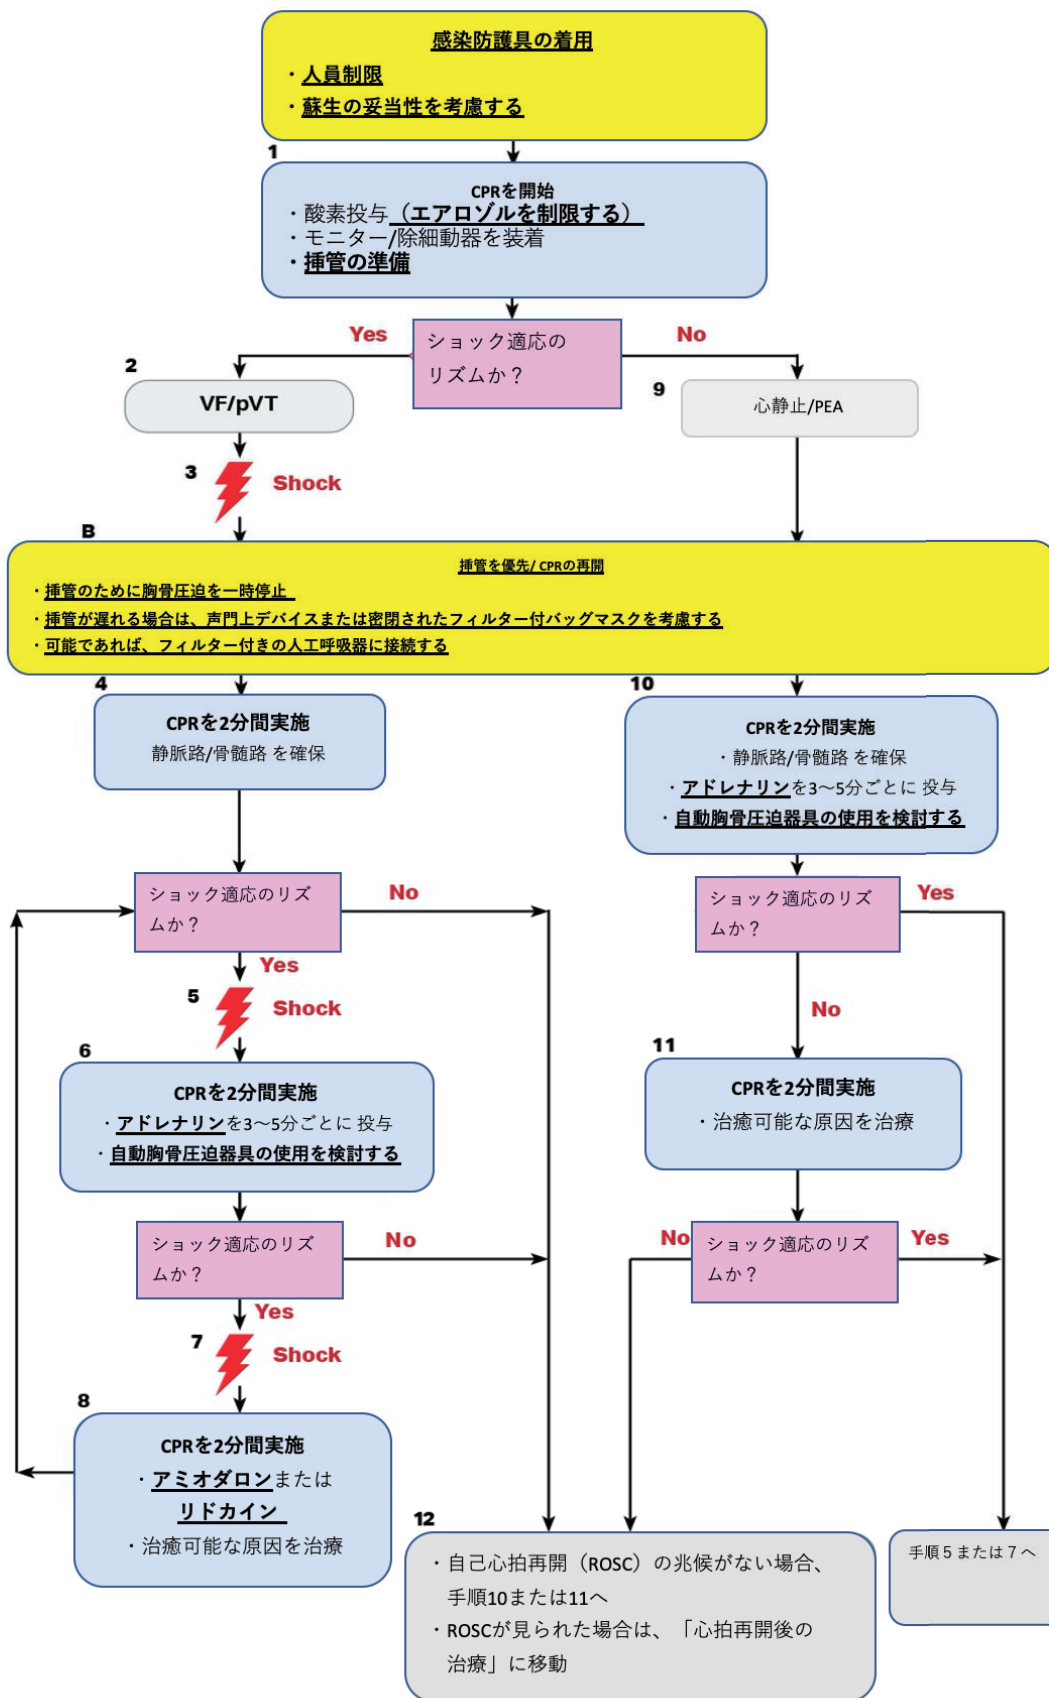 感染防護具の着用
・人員制限
・蘇生の妥当性を考慮する
1
CPRを開始
・酸素投与（エアロゾルを制限する）
・モニター/除細動器を装着
・挿管の準備
ショック適応の
リズムか？
Yes
No
2
VF/pVT
9
心静止/PEA
3
Shock
B
挿管を優先/ CPRの再開
・挿管のために胸骨圧迫を一時停止
・挿管が遅れる場合は、声門上デバイスまたは密閉されたフィルター付バッグマスクを考慮する
・可能であれば、フィルター付きの人工呼吸器に接続する
4
CPRを2分間実施
静脈路/骨髄路 を確保
10
CPRを2分間実施
・静脈路/骨髄路 を確保
・アドレナリンを3〜5分ごとに 投与
・自動胸骨圧迫器具の使用を検討する
ショック適応のリズ
ムか？
No
Yes
ショック適応のリズ
ムか？
Yes
No
5
Shock
6
CPRを2分間実施
・アドレナリンを3〜5分ごとに 投与
・自動胸骨圧迫器具の使用を検討する
11
CPRを2分間実施
・治癒可能な原因を治療
ショック適応のリズ
ムか？
No
Yes
No
ショック適応のリズ
ムか？
Yes
7
Shock
8
CPRを2分間実施
・アミオダロンまたは
リドカイン
・治癒可能な原因を治療
12
・自己心拍再開（ROSC）の兆候がない場合、
手順10または11へ
・ROSCが見られた場合は、「心拍再開後の
治療」に移動
手順５または７へ